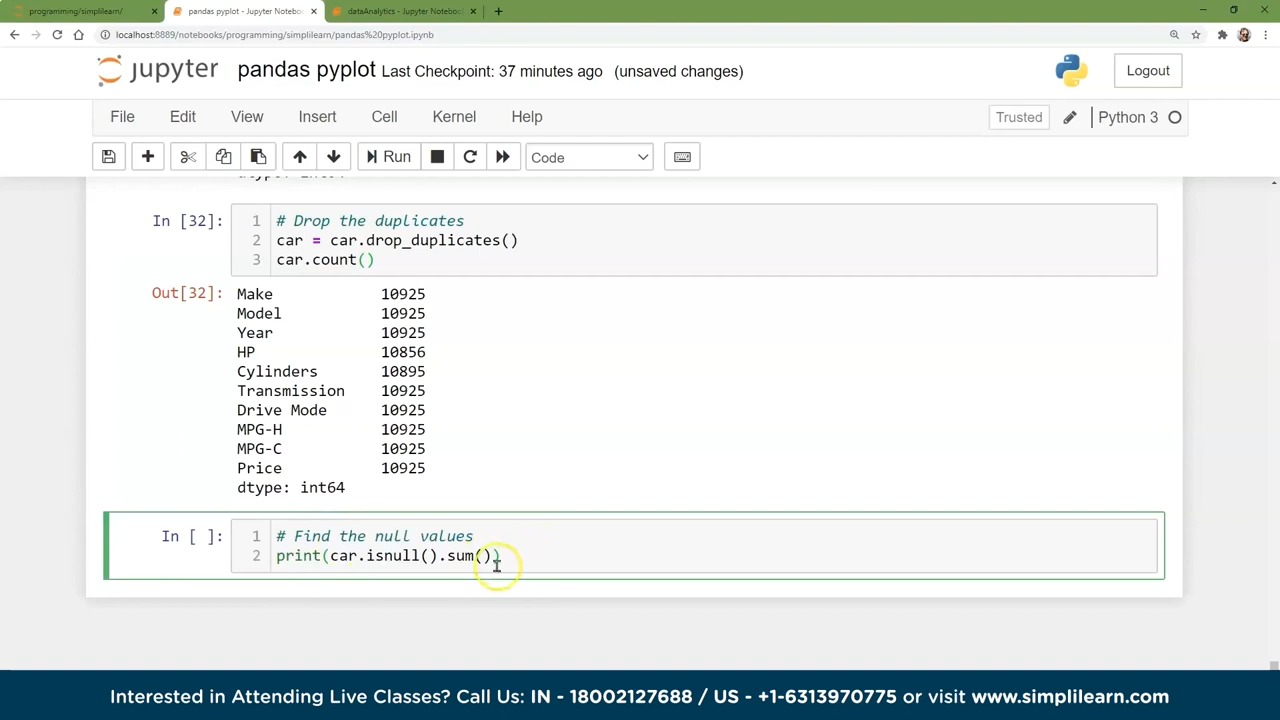 programming/simplilearn/
pandas pyplot - Jupyter Noteboo
dataAnalytics - Jupyter Notebook
localhost:8889/notebooks/programming/simplilearn/pandas%20pyplot.ipynb
jupyter pandas pyplot Last Checkpoint: 37 minutes ago (unsaved changes) Logout
File Edit View Insert Cell Kernel Help Trusted Python 3
Run Code
In [32]: 1 # Drop the duplicates
2 car = car.drop_duplicates()
3 car.count()
Out[32]: Make 10925
Model 10925
Year 10925
HP 10856
Cylinders 10895
Transmission 10925
Drive Mode 10925
MPG-H 10925
MPG-C 10925
Price 10925
dtype: int64
In [ ]: 1 # Find the null values
2 print(car.isnull().sum())
Interested in Attending Live Classes? Call Us: IN - 18002127688 / US - +1-6313970775 or visit www.simplilearn.com